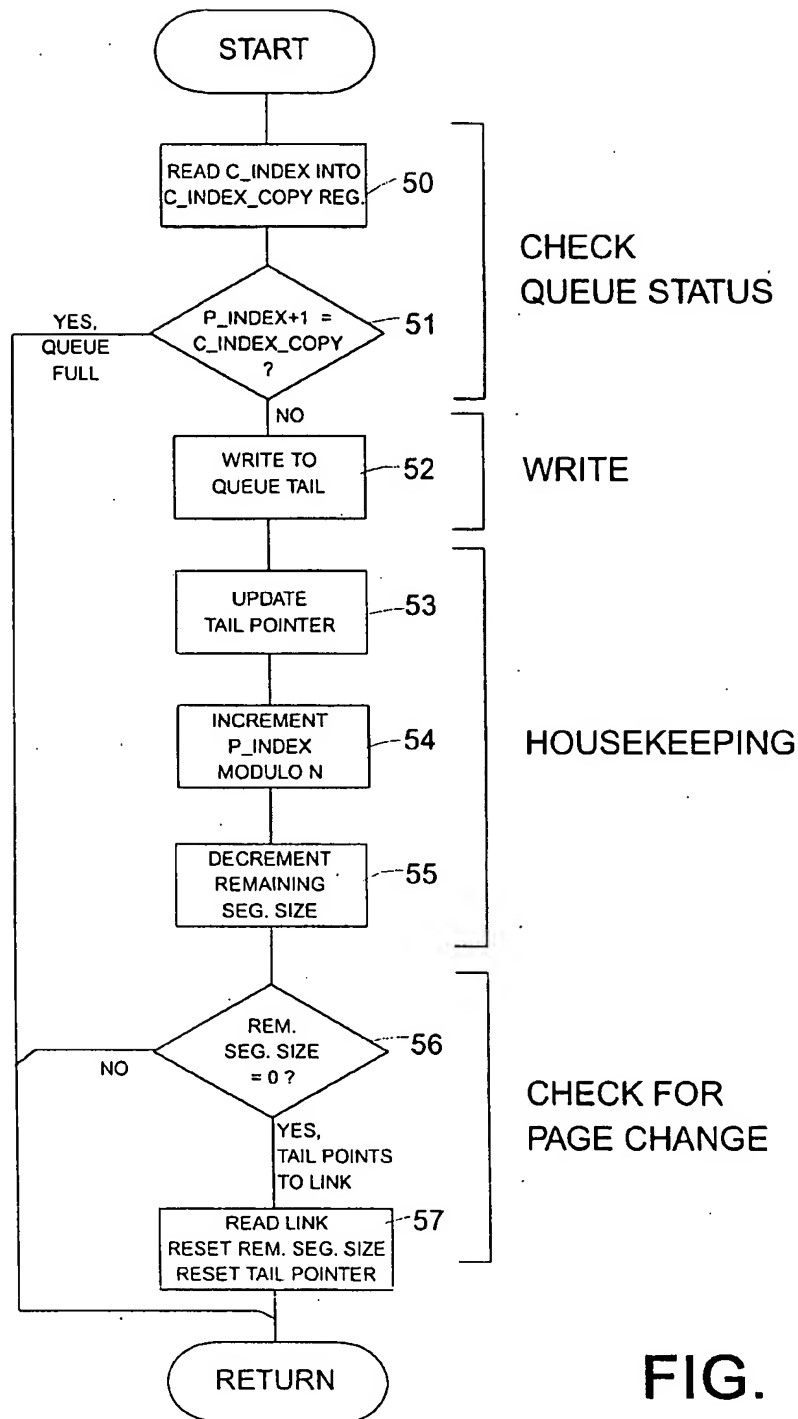 START
READ C_INDEX INTO
C_INDEX_COPY REG.
50
CHECK
QUEUE STATUS
P_INDEX+1 =
C_INDEX_COPY
?
51
YES,
QUEUE
FULL
NO
WRITE TO
QUEUE TAIL
52
WRITE
UPDATE
TAIL POINTER
53
INCREMENT
P_INDEX
MODULO N
54
HOUSEKEEPING
DECREMENT
REMAINING
SEG. SIZE
55
REM.
SEG. SIZE
= 0 ?
56
NO
CHECK FOR
PAGE CHANGE
YES,
TAIL POINTS
TO LINK
READ LINK
RESET REM. SEG. SIZE
RESET TAIL POINTER
57
RETURN
FIG.